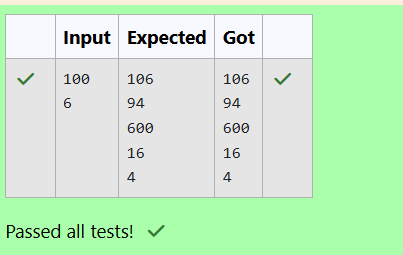 Input Expected Got
100 106 106
6 94 94
600 600
16 16
4 4
Passed all tests!